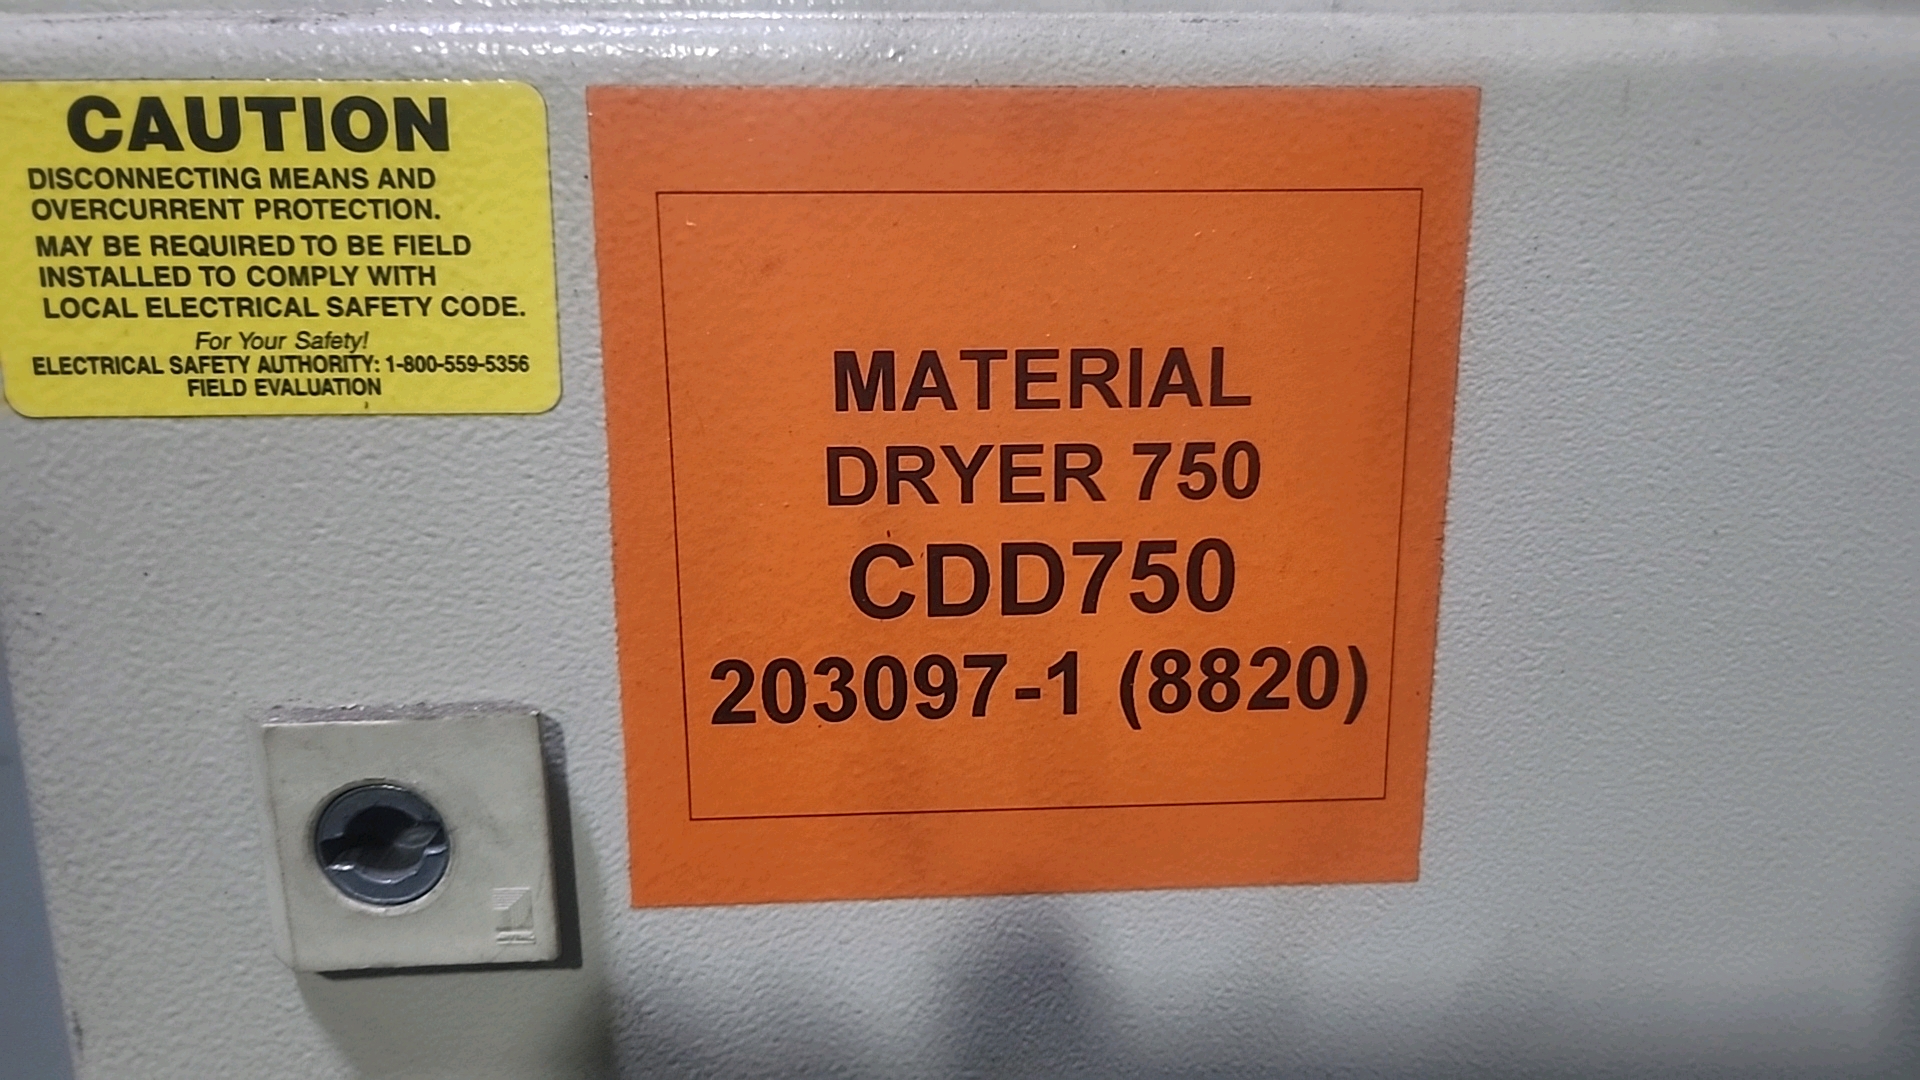 CAUTION
DISCONNECTING MEANS AND
OVERCURRENT PROTECTION.
MAY BE REQUIRED TO BE FIELD
INSTALLED TO COMPLY WITH
LOCAL ELECTRICAL SAFETY CODE.
For Your Safety!
ELECTRICAL SAFETY AUTHORITY: 1-800-559-5356
FIELD EVALUATION
MATERIAL
DRYER 750
CDD750
203097-1 (8820)